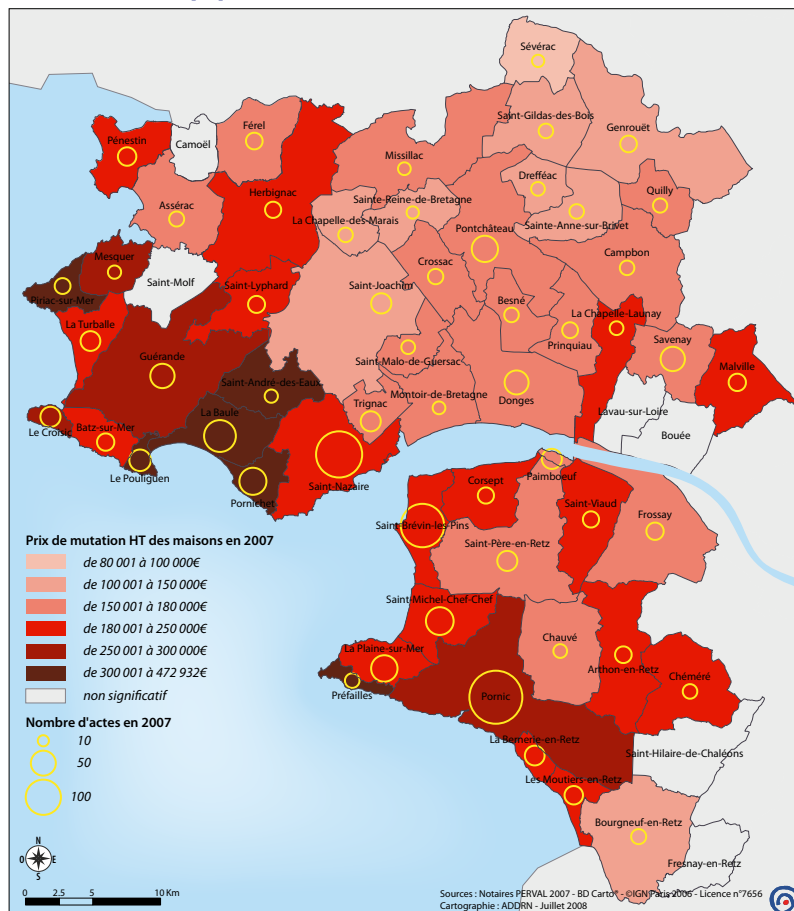 Sévérac
Saint-Gildas-des-Bois
Genrouët
Pénestin
Camoël
Férel
Missillac
Drefféac
Quilly
Assérac
Herbignac
Sainte-Reine-de-Bretagne
La Chapelle-des-Marais
Sainte-Anne-sur-Brivet
Pontchâteau
Mesquer
Saint-Molf
Crossac
Campbon
Piriac-sur-Mer
Saint-Lyphard
Saint-Joachim
Besné
La Chapelle-Launay
La Turballe
Prinquiau
Savenay
Guérande
Saint-Malo-de-Guersac
Malville
Saint-André-des-Eaux
Trignac
Montoir-de-Bretagne
Donges
Lavau-sur-Loire
La Baule
Le Croisic
Batz-sur-Mer
Bouée
Le Pouliguen
Pornichet
Saint-Nazaire
Paimboeuf
Corsept
Saint-Viaud
Frossay
Saint-Brévin-les-Pins
Saint-Père-en-Retz
Saint-Michel-Chef-Chef
Chauvé
La Plaine-sur-Mer
Arthon-en-Retz
Chéméré
Préfailles
Pornic
La Bernerie-en-Retz
Saint-Hilaire-de-Chaléons
Les Moutiers-en-Retz
Bourgneuf-en-Retz
Fresnay-en-Retz
Prix de mutation HT des maisons en 2007
de 80 001 à 100 000€
de 100 001 à 150 000€
de 150 001 à 180 000€
de 180 001 à 250 000€
de 250 001 à 300 000€
de 300 001 à 472 932€
non significatif
Nombre d'actes en 2007
10
50
100
N
O E
S
0 2.5 5 10 Km
Sources : Notaires PERVAL 2007 - BD Carto® - ©IGN Paris 2006 - Licence n°7656
Cartographie : ADDRN - Juillet 2008